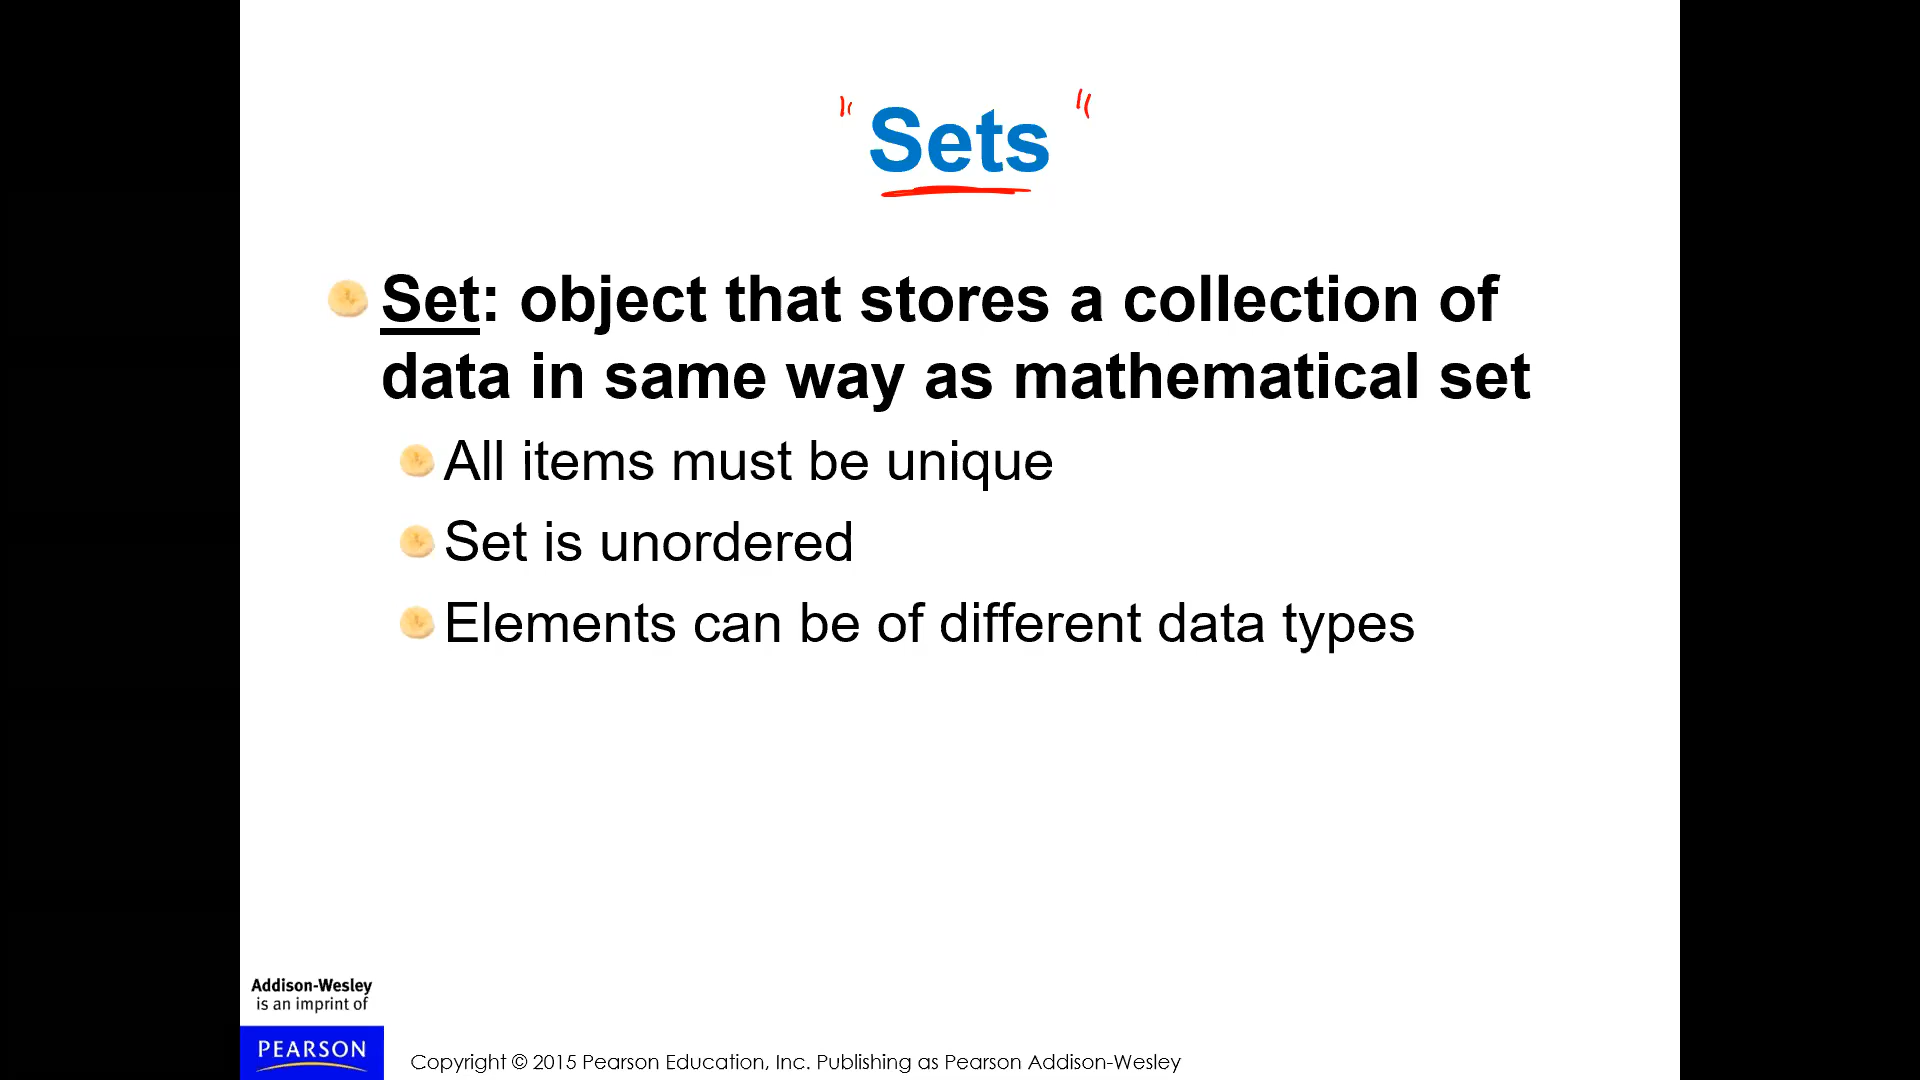 "Sets"
Set: object that stores a collection of
data in same way as mathematical set
All items must be unique
Set is unordered
Elements can be of different data types
Addison-Wesley
is an imprint of
PEARSON
Copyright © 2015 Pearson Education, Inc. Publishing as Pearson Addison-Wesley